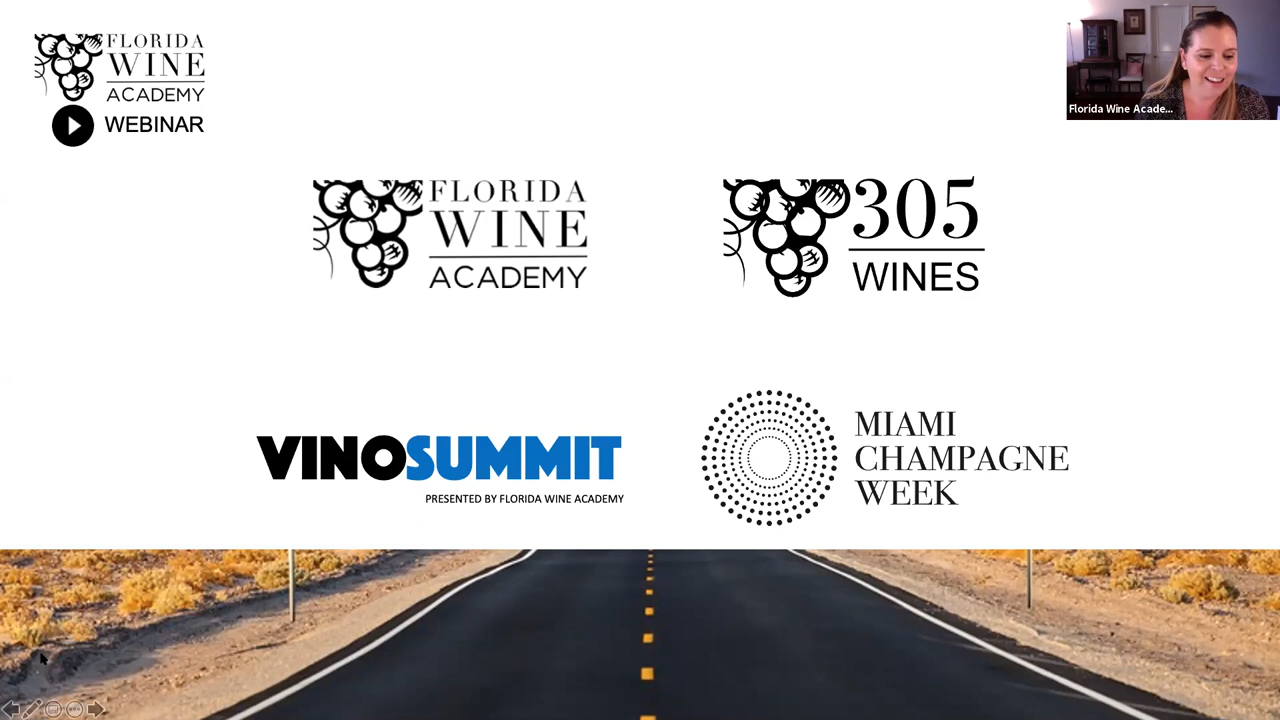 FLORIDA
WINE
ACADEMY
WEBINAR
Florida Wine Acade...
FLORIDA
WINE
ACADEMY
305
WINES
VINOSUMMIT
PRESENTED BY FLORIDA WINE ACADEMY
MIAMI
CHAMPAGNE
WEEK